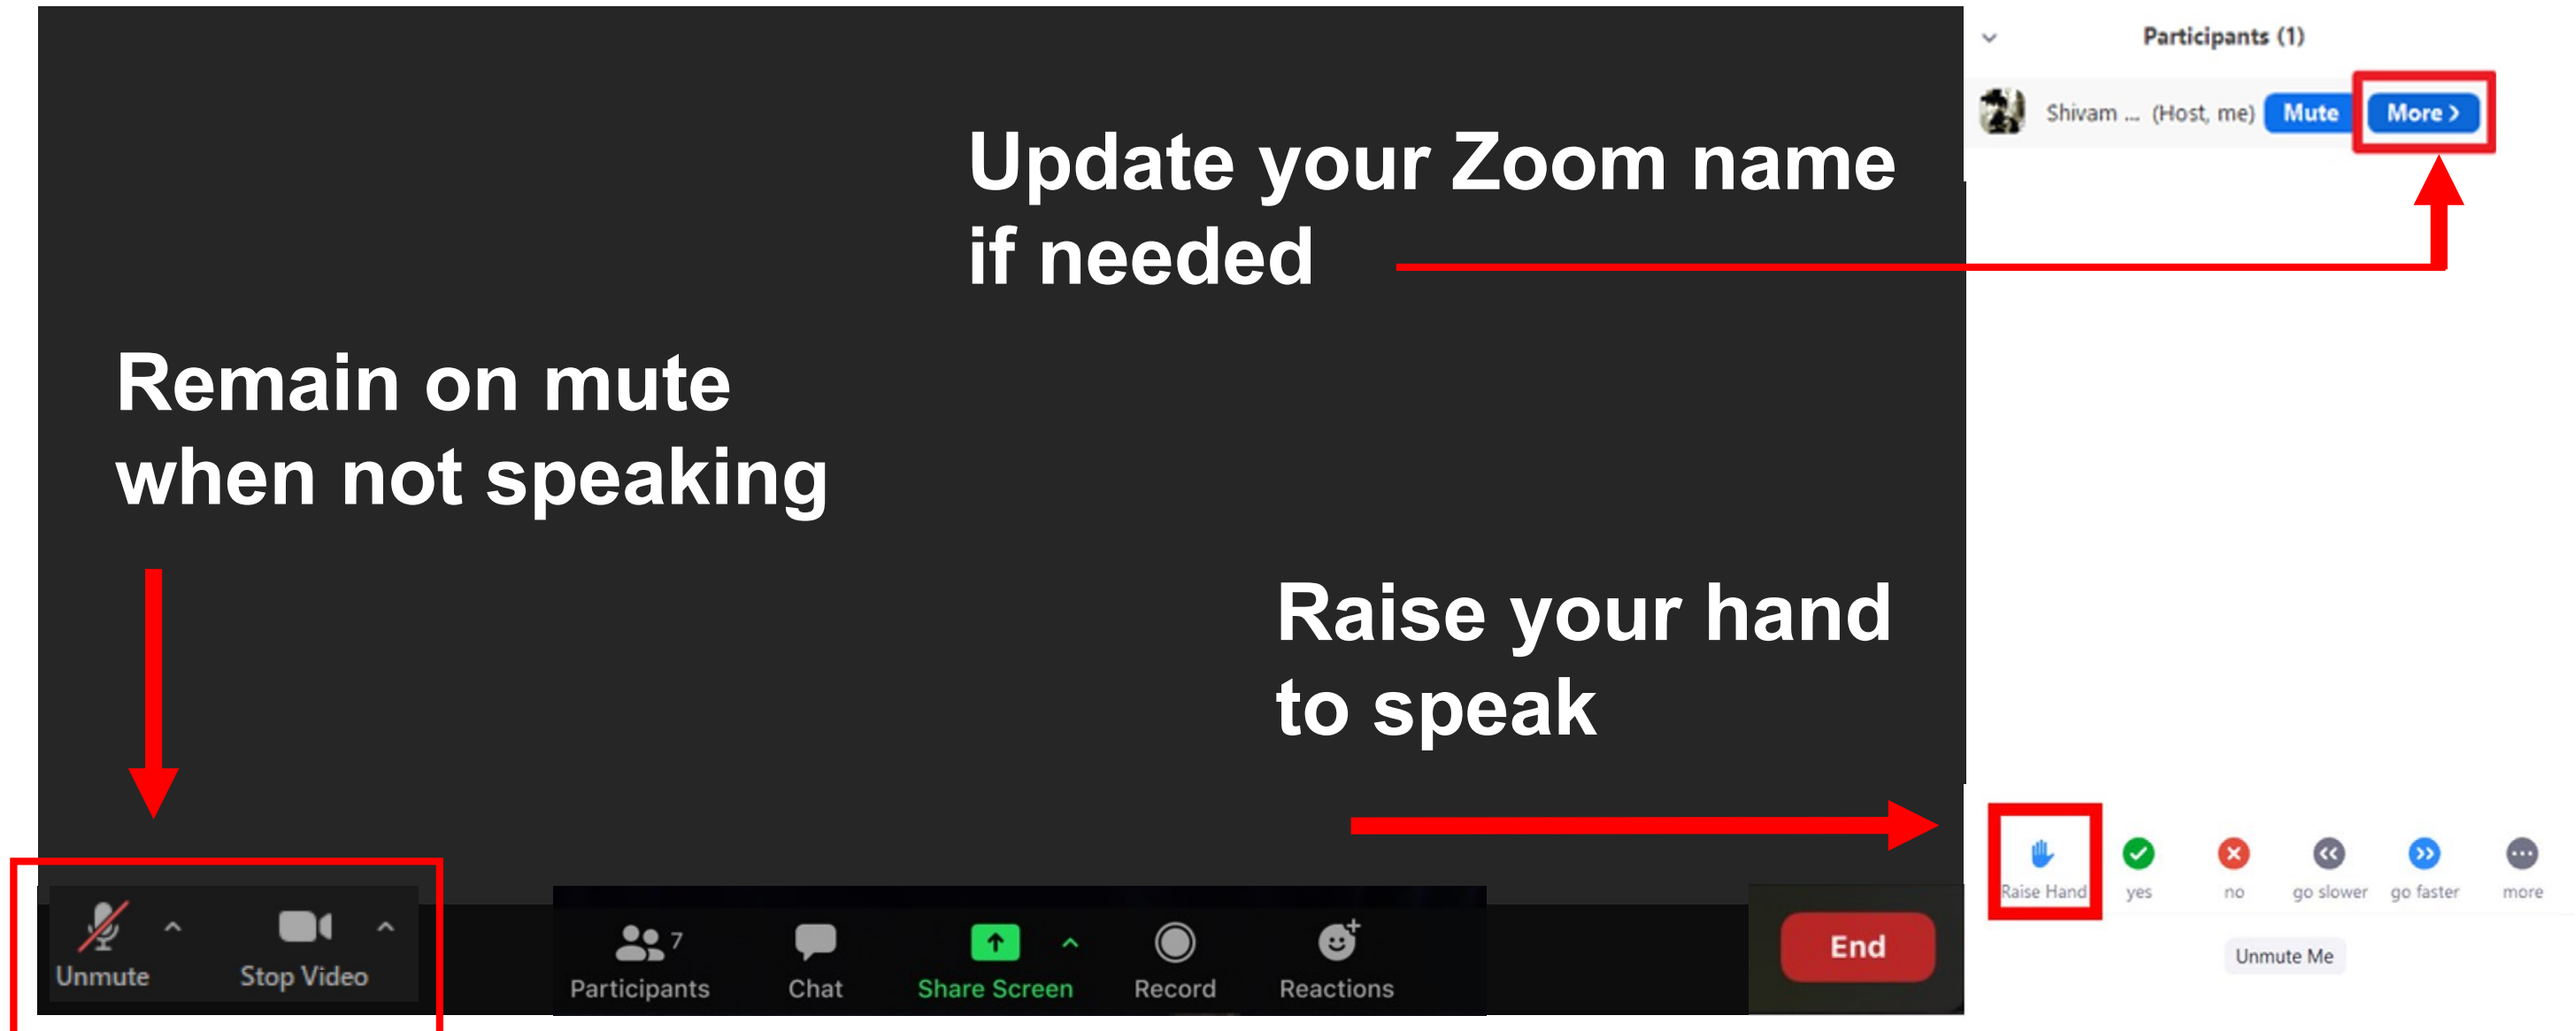 Participants (1)
Shivam ... (Host, me) Mute More >
Update your Zoom name
if needed
Remain on mute
when not speaking
Raise your hand
to speak
Raise Hand yes no go slower go faster more
Unmute Me
Unmute Stop Video
7
Participants Chat Share Screen Record Reactions
End